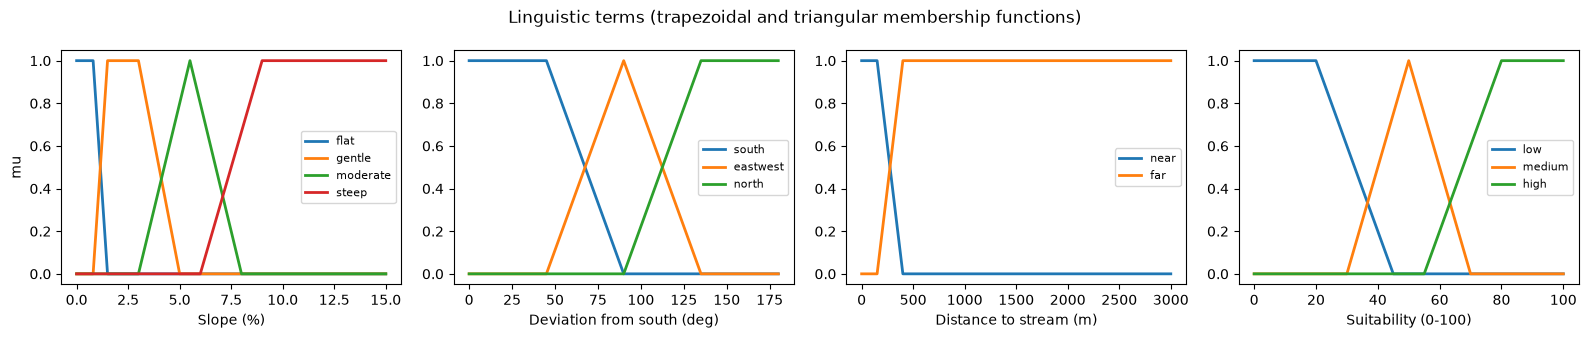 Linguistic terms (trapezoidal and triangular membership functions)
mu
1.0
0.8
0.6
0.4
0.2
0.0
flat
gentle
moderate
steep
0.0 2.5 5.0 7.5 10.0 12.5 15.0
Slope (%)
1.0
0.8
0.6
0.4
0.2
0.0
south
eastwest
north
0 25 50 75 100 125 150 175
Deviation from south (deg)
1.0
0.8
0.6
0.4
0.2
0.0
near
far
0 500 1000 1500 2000 2500 3000
Distance to stream (m)
1.0
0.8
0.6
0.4
0.2
0.0
low
medium
high
0 20 40 60 80 100
Suitability (0-100)